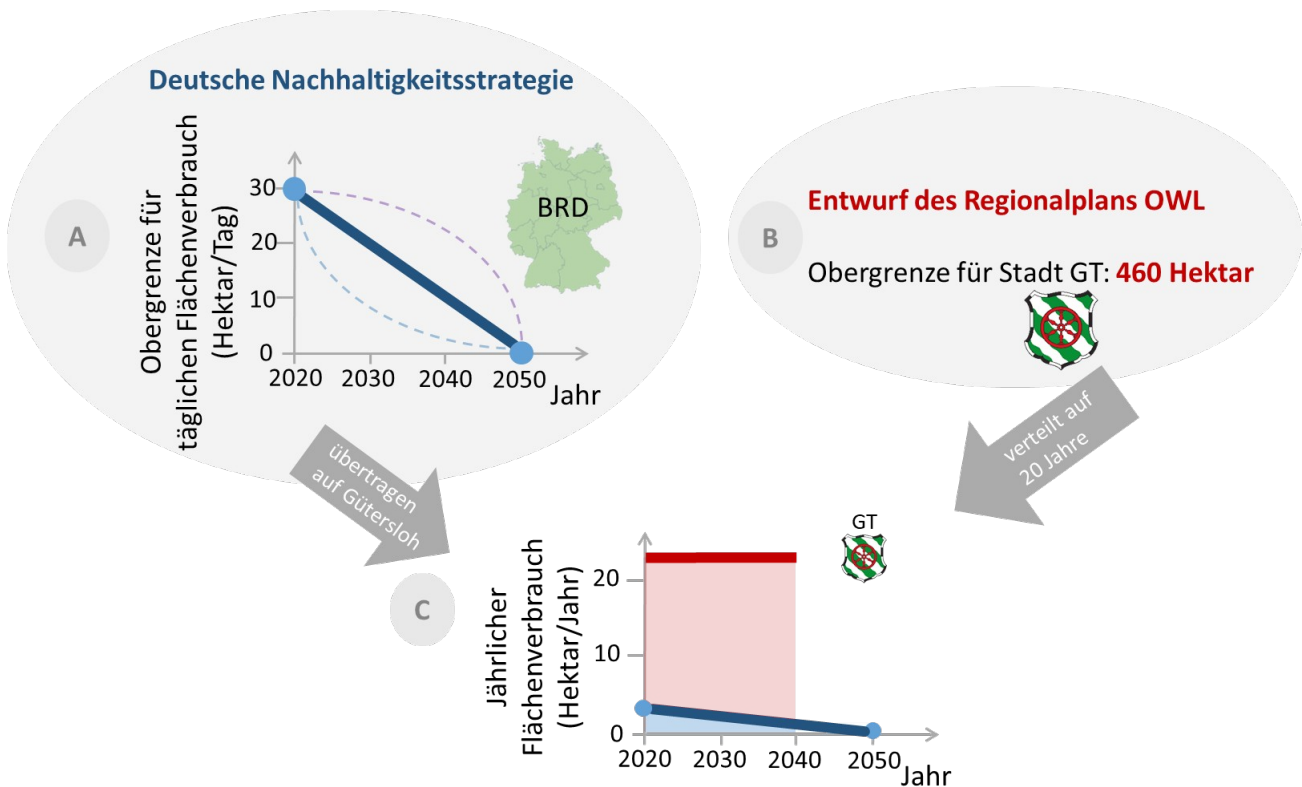 Deutsche Nachhaltigkeitsstrategie
A
Obergrenze für
täglichen Flächenverbrauch
(Hektar/Tag)
30
20
10
0
2020 2030 2040 2050
Jahr
BRD
B
Entwurf des Regionalplans OWL
Obergrenze für Stadt GT: 460 Hektar
übertragen
auf Gütersloh
verteilt auf
20 Jahre
C
GT
Jährlicher
Flächenverbrauch
(Hektar/Jahr)
20
10
0
2020 2030 2040 2050
Jahr